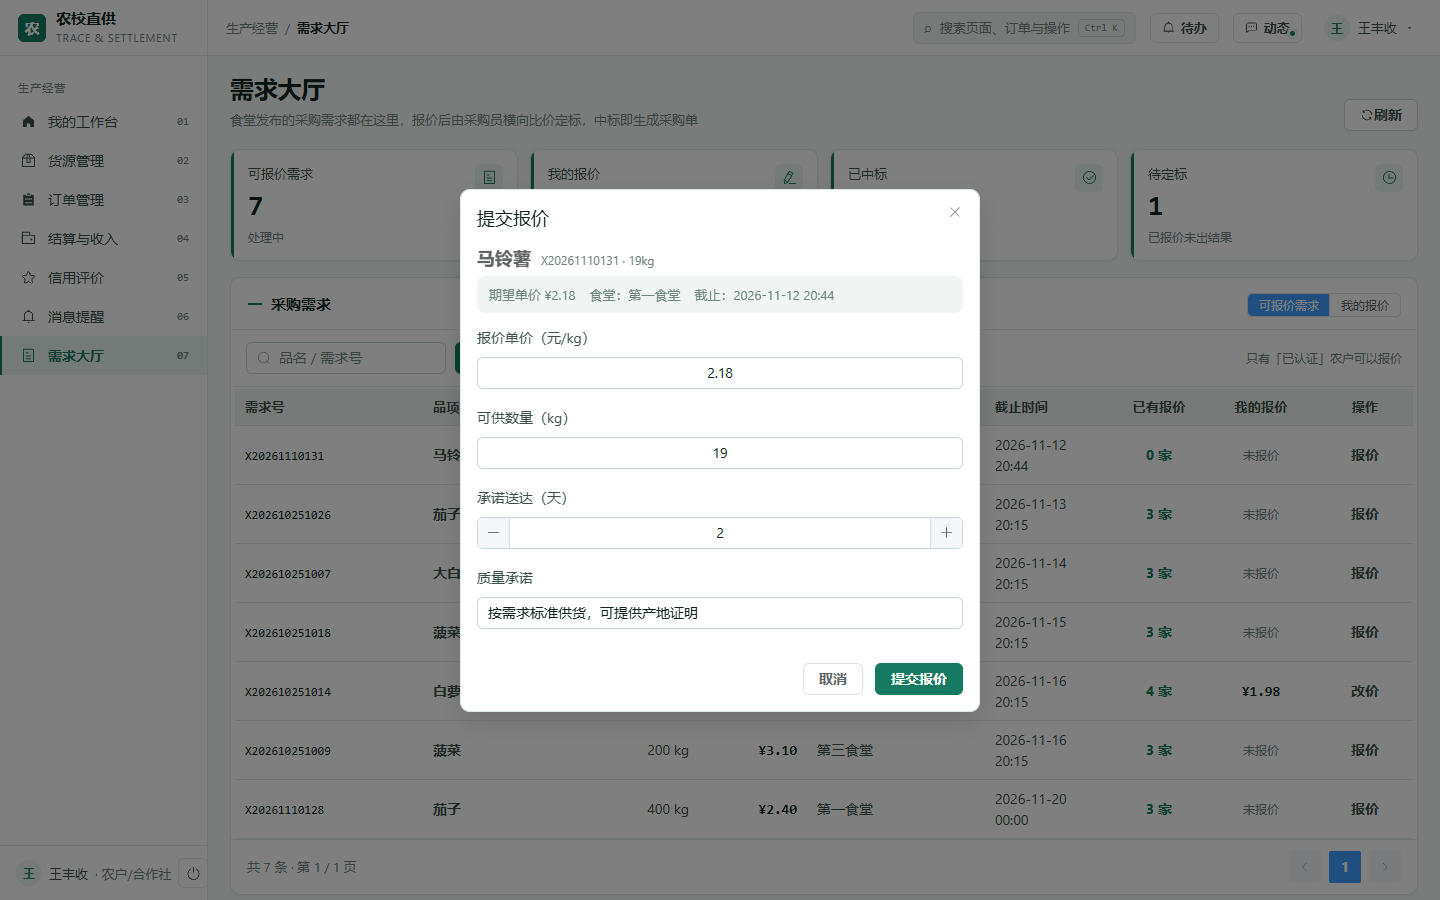 农校直供
TRACE & SETTLEMENT
生产经营 / 需求大厅
搜索页面、订单与操作 Ctrl K
待办
动态
王 王丰收
生产经营
我的工作台 01
货源管理 02
订单管理 03
结算与收入 04
信用评价 05
消息提醒 06
需求大厅 07
需求大厅
食堂发布的采购需求都在这里，报价后由采购员横向比价定标，中标即生成采购单
刷新
可报价需求
7
处理中
我的报价
已中标
待定标
1
已报价未出结果
采购需求
可报价需求 我的报价
品名 / 需求号
只有「已认证」农户可以报价
需求号 品项 截止时间 已有报价 我的报价 操作
X20261110131 马铃 2026-11-12 20:44 0 家 未报价 报价
X202610251026 茄子 2026-11-13 20:15 3 家 未报价 报价
X202610251007 大白 2026-11-14 20:15 3 家 未报价 报价
X202610251018 菠菜 2026-11-15 20:15 3 家 未报价 报价
X202610251014 白萝 2026-11-16 20:15 4 家 ¥1.98 改价
X202610251009 菠菜 200 kg ¥3.10 第三食堂 2026-11-16 20:15 3 家 未报价 报价
X20261110128 茄子 400 kg ¥2.40 第一食堂 2026-11-20 00:00 3 家 未报价 报价
共 7 条 · 第 1 / 1 页
1
王 王丰收 · 农户/合作社
提交报价
马铃薯 X20261110131 · 19kg
期望单价 ¥2.18 食堂：第一食堂 截止：2026-11-12 20:44
报价单价（元/kg）
2.18
可供数量（kg）
19
承诺送达（天）
2
质量承诺
按需求标准供货，可提供产地证明
取消
提交报价